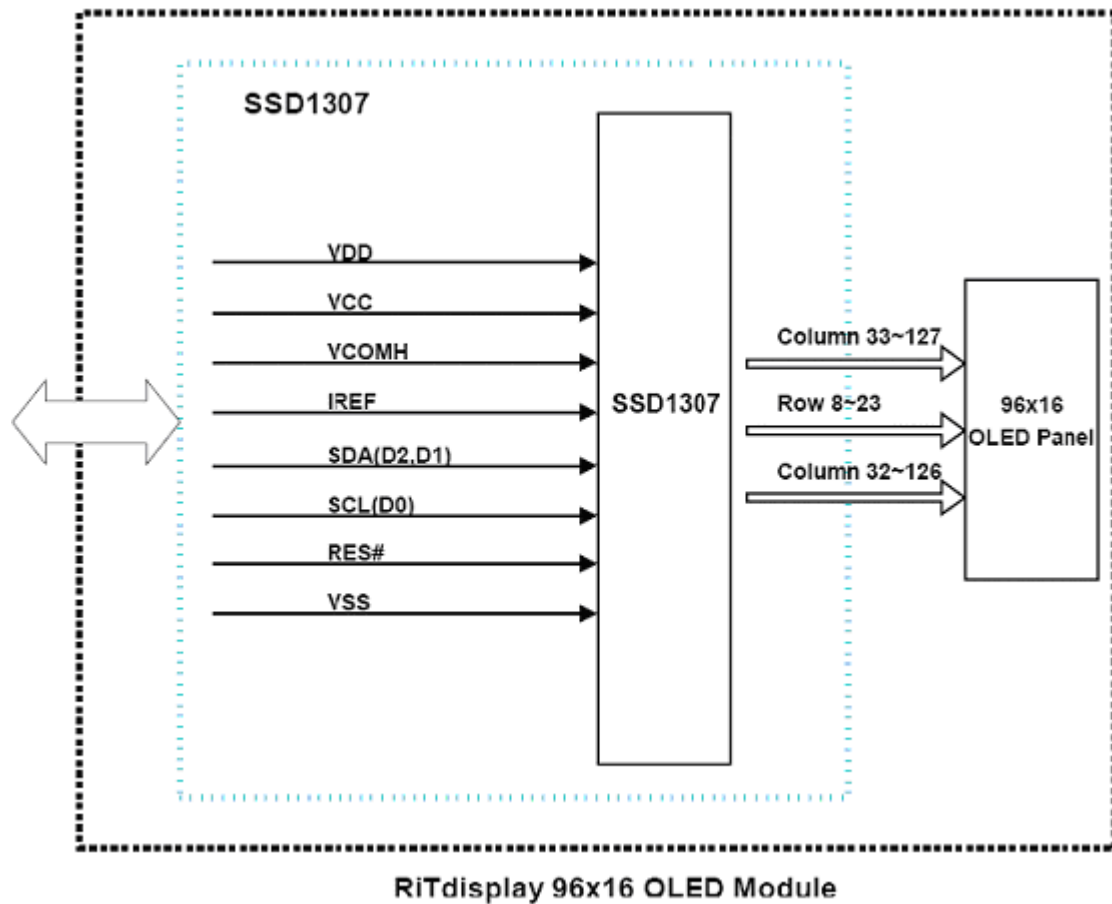 SSD1307
VDD
VCC
VCOMH
IREF
SDA(D2,D1)
SCL(D0)
RES#
VSS
SSD1307
Column 33~127
Row 8~23
Column 32~126
96x16
OLED Panel
RiTdisplay 96x16 OLED Module